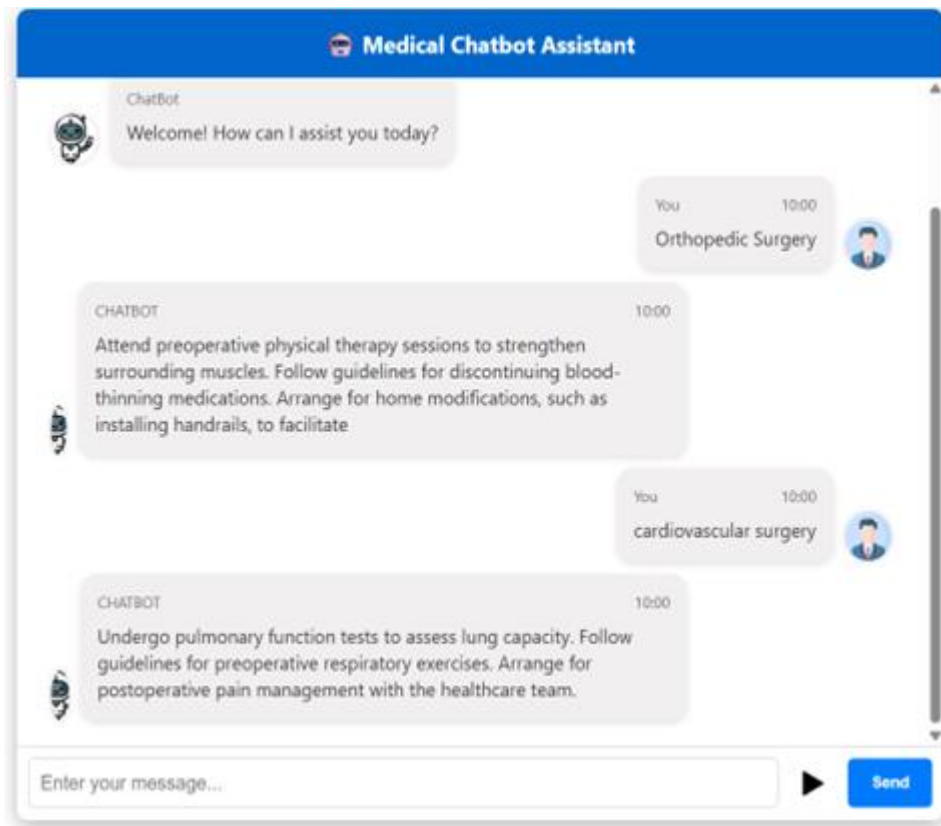 Medical Chatbot Assistant
ChatBot
Welcome! How can I assist you today?
You 10:00
Orthopedic Surgery
CHATBOT 10:00
Attend preoperative physical therapy sessions to strengthen
surrounding muscles. Follow guidelines for discontinuing blood-
thinning medications. Arrange for home modifications, such as
installing handrails, to facilitate
You 10:00
cardiovascular surgery
CHATBOT 10:00
Undergo pulmonary function tests to assess lung capacity. Follow
guidelines for preoperative respiratory exercises. Arrange for
postoperative pain management with the healthcare team.
Enter your message...
Send